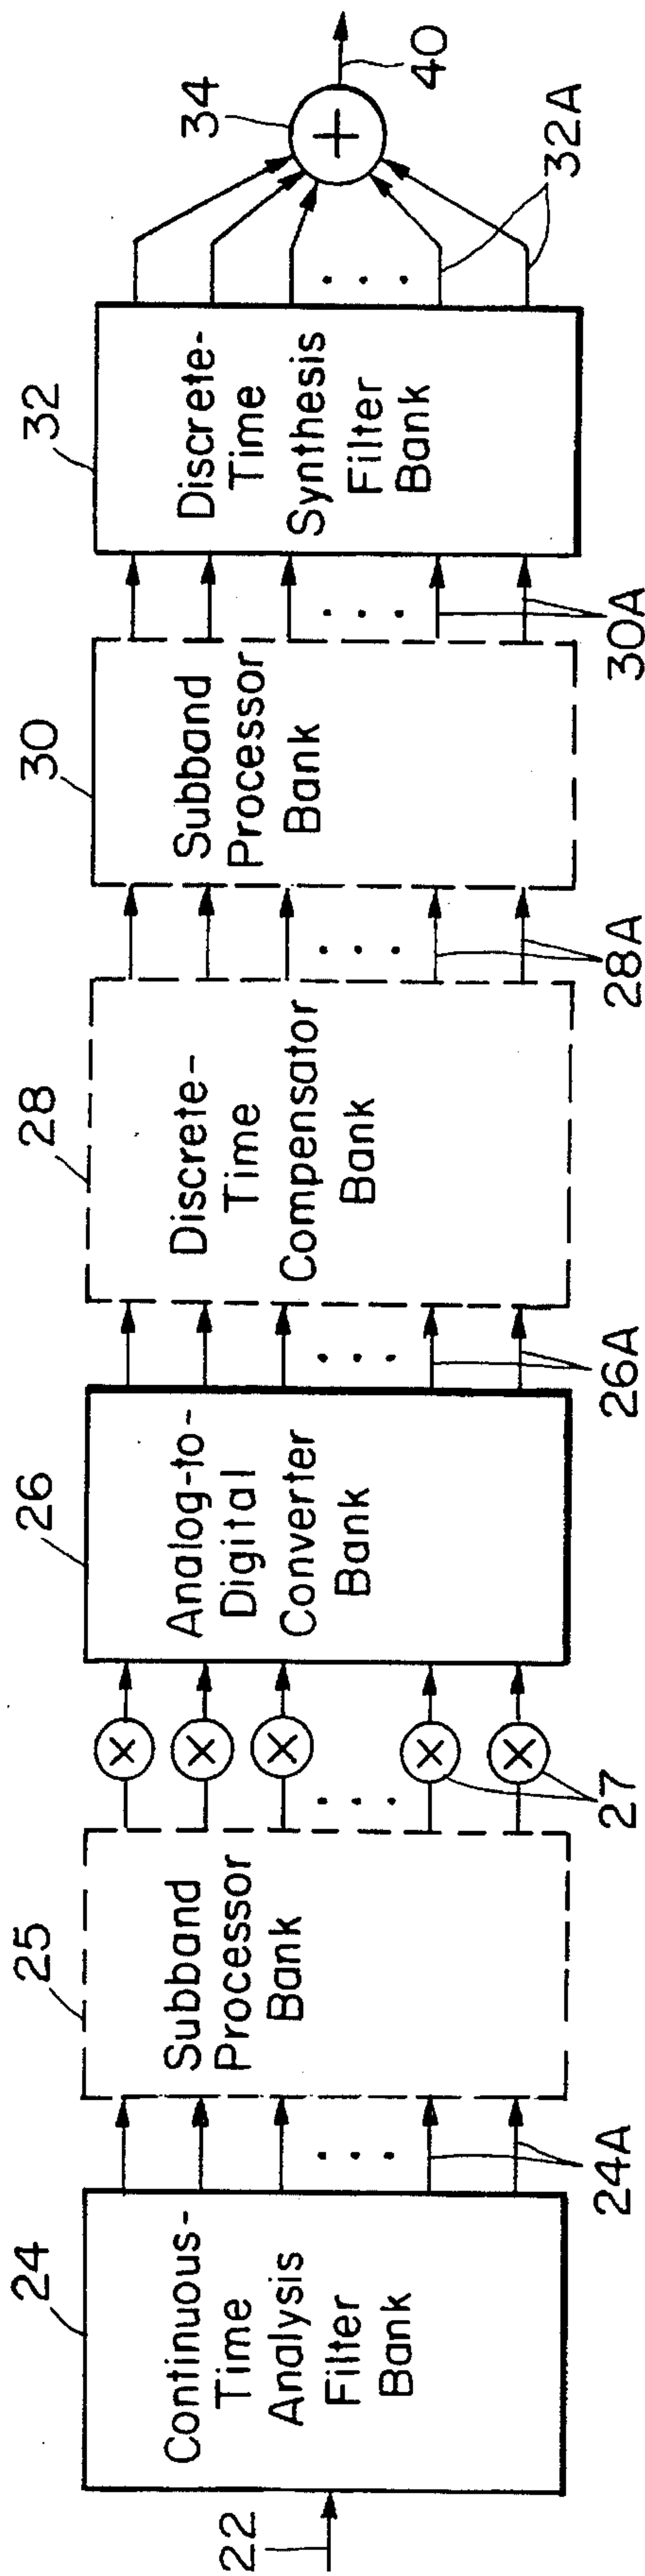 22
24
Continuous-
Time
Analysis
Filter
Bank
24A
25
Subband
Processor
Bank
27
26
Analog-to-
Digital
Converter
Bank
26A
28
Discrete-
Time
Compensator
Bank
28A
30
Subband
Processor
Bank
30A
32
Discrete-
Time
Synthesis
Filter
Bank
32A
34
+
40